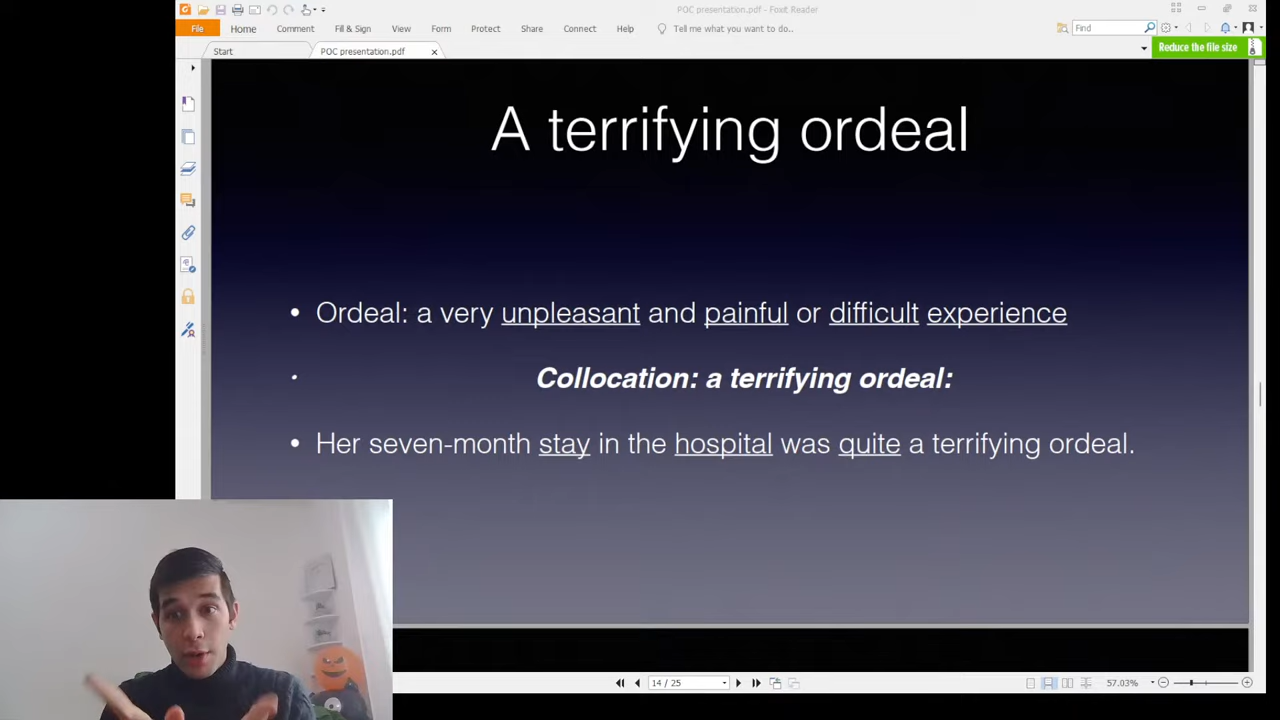 POC presentation.pdf - Foxit Reader
File Home Comment Fill & Sign View Form Protect Share Connect Help Tell me what you want to do.. Find
Start POC presentation.pdf × Reduce the file size
A terrifying ordeal
• Ordeal: a very unpleasant and painful or difficult experience
• Collocation: a terrifying ordeal:
• Her seven-month stay in the hospital was quite a terrifying ordeal.
14 / 25 57.03%